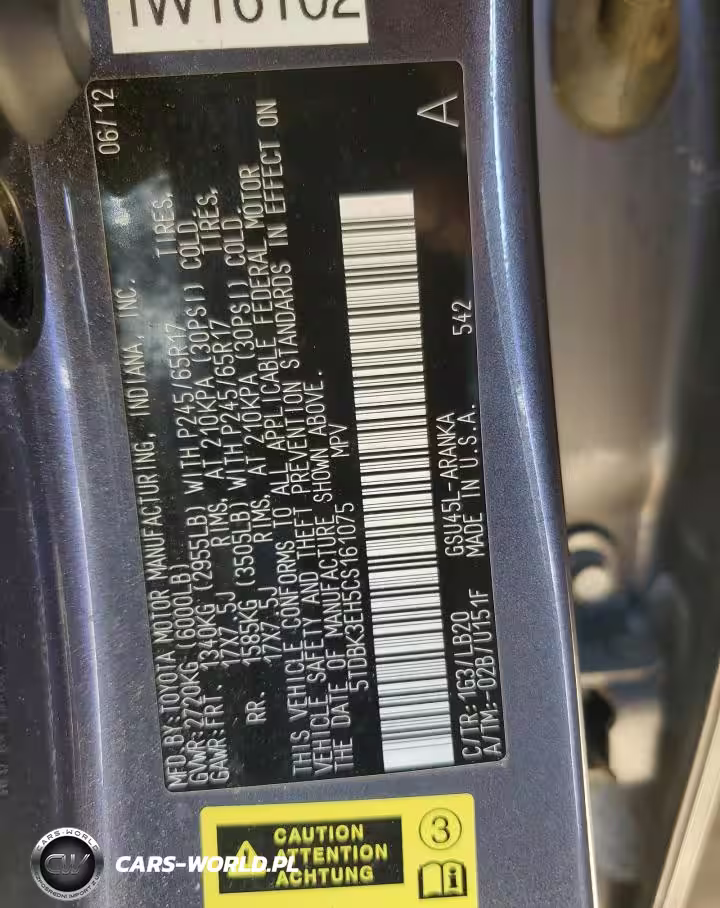 1W16102
06/12
MFD.BY:TOYOTA MOTOR MANUFACTURING, INDIANA, INC.
GVWR:2720KG (6000LB)
GAWR:FRT. 1340KG (2955LB) WITH P245/65R17 TIRES,
17X7.5J RIMS, AT 210KPA (30PSI) COLD.
RR. 1585KG (3505LB) WITH P245/65R17 TIRES,
17X7.5J RIMS, AT 210KPA (30PSI) COLD.
THIS VEHICLE CONFORMS TO ALL APPLICABLE FEDERAL MOTOR
VEHICLE SAFETY AND THEFT PREVENTION STANDARDS IN EFFECT ON
THE DATE OF MANUFACTURE SHOWN ABOVE.
5TDBK3EH5CS161075 MPV
A
C/TR: 1G3/LB20 GSU45L-ARANKA 542
A/TM:-02B/U151F MADE IN U.S.A.
CAUTION
ATTENTION
ACHTUNG
3
i
CARS-WORLD
CW
CARS-WORLD.PL